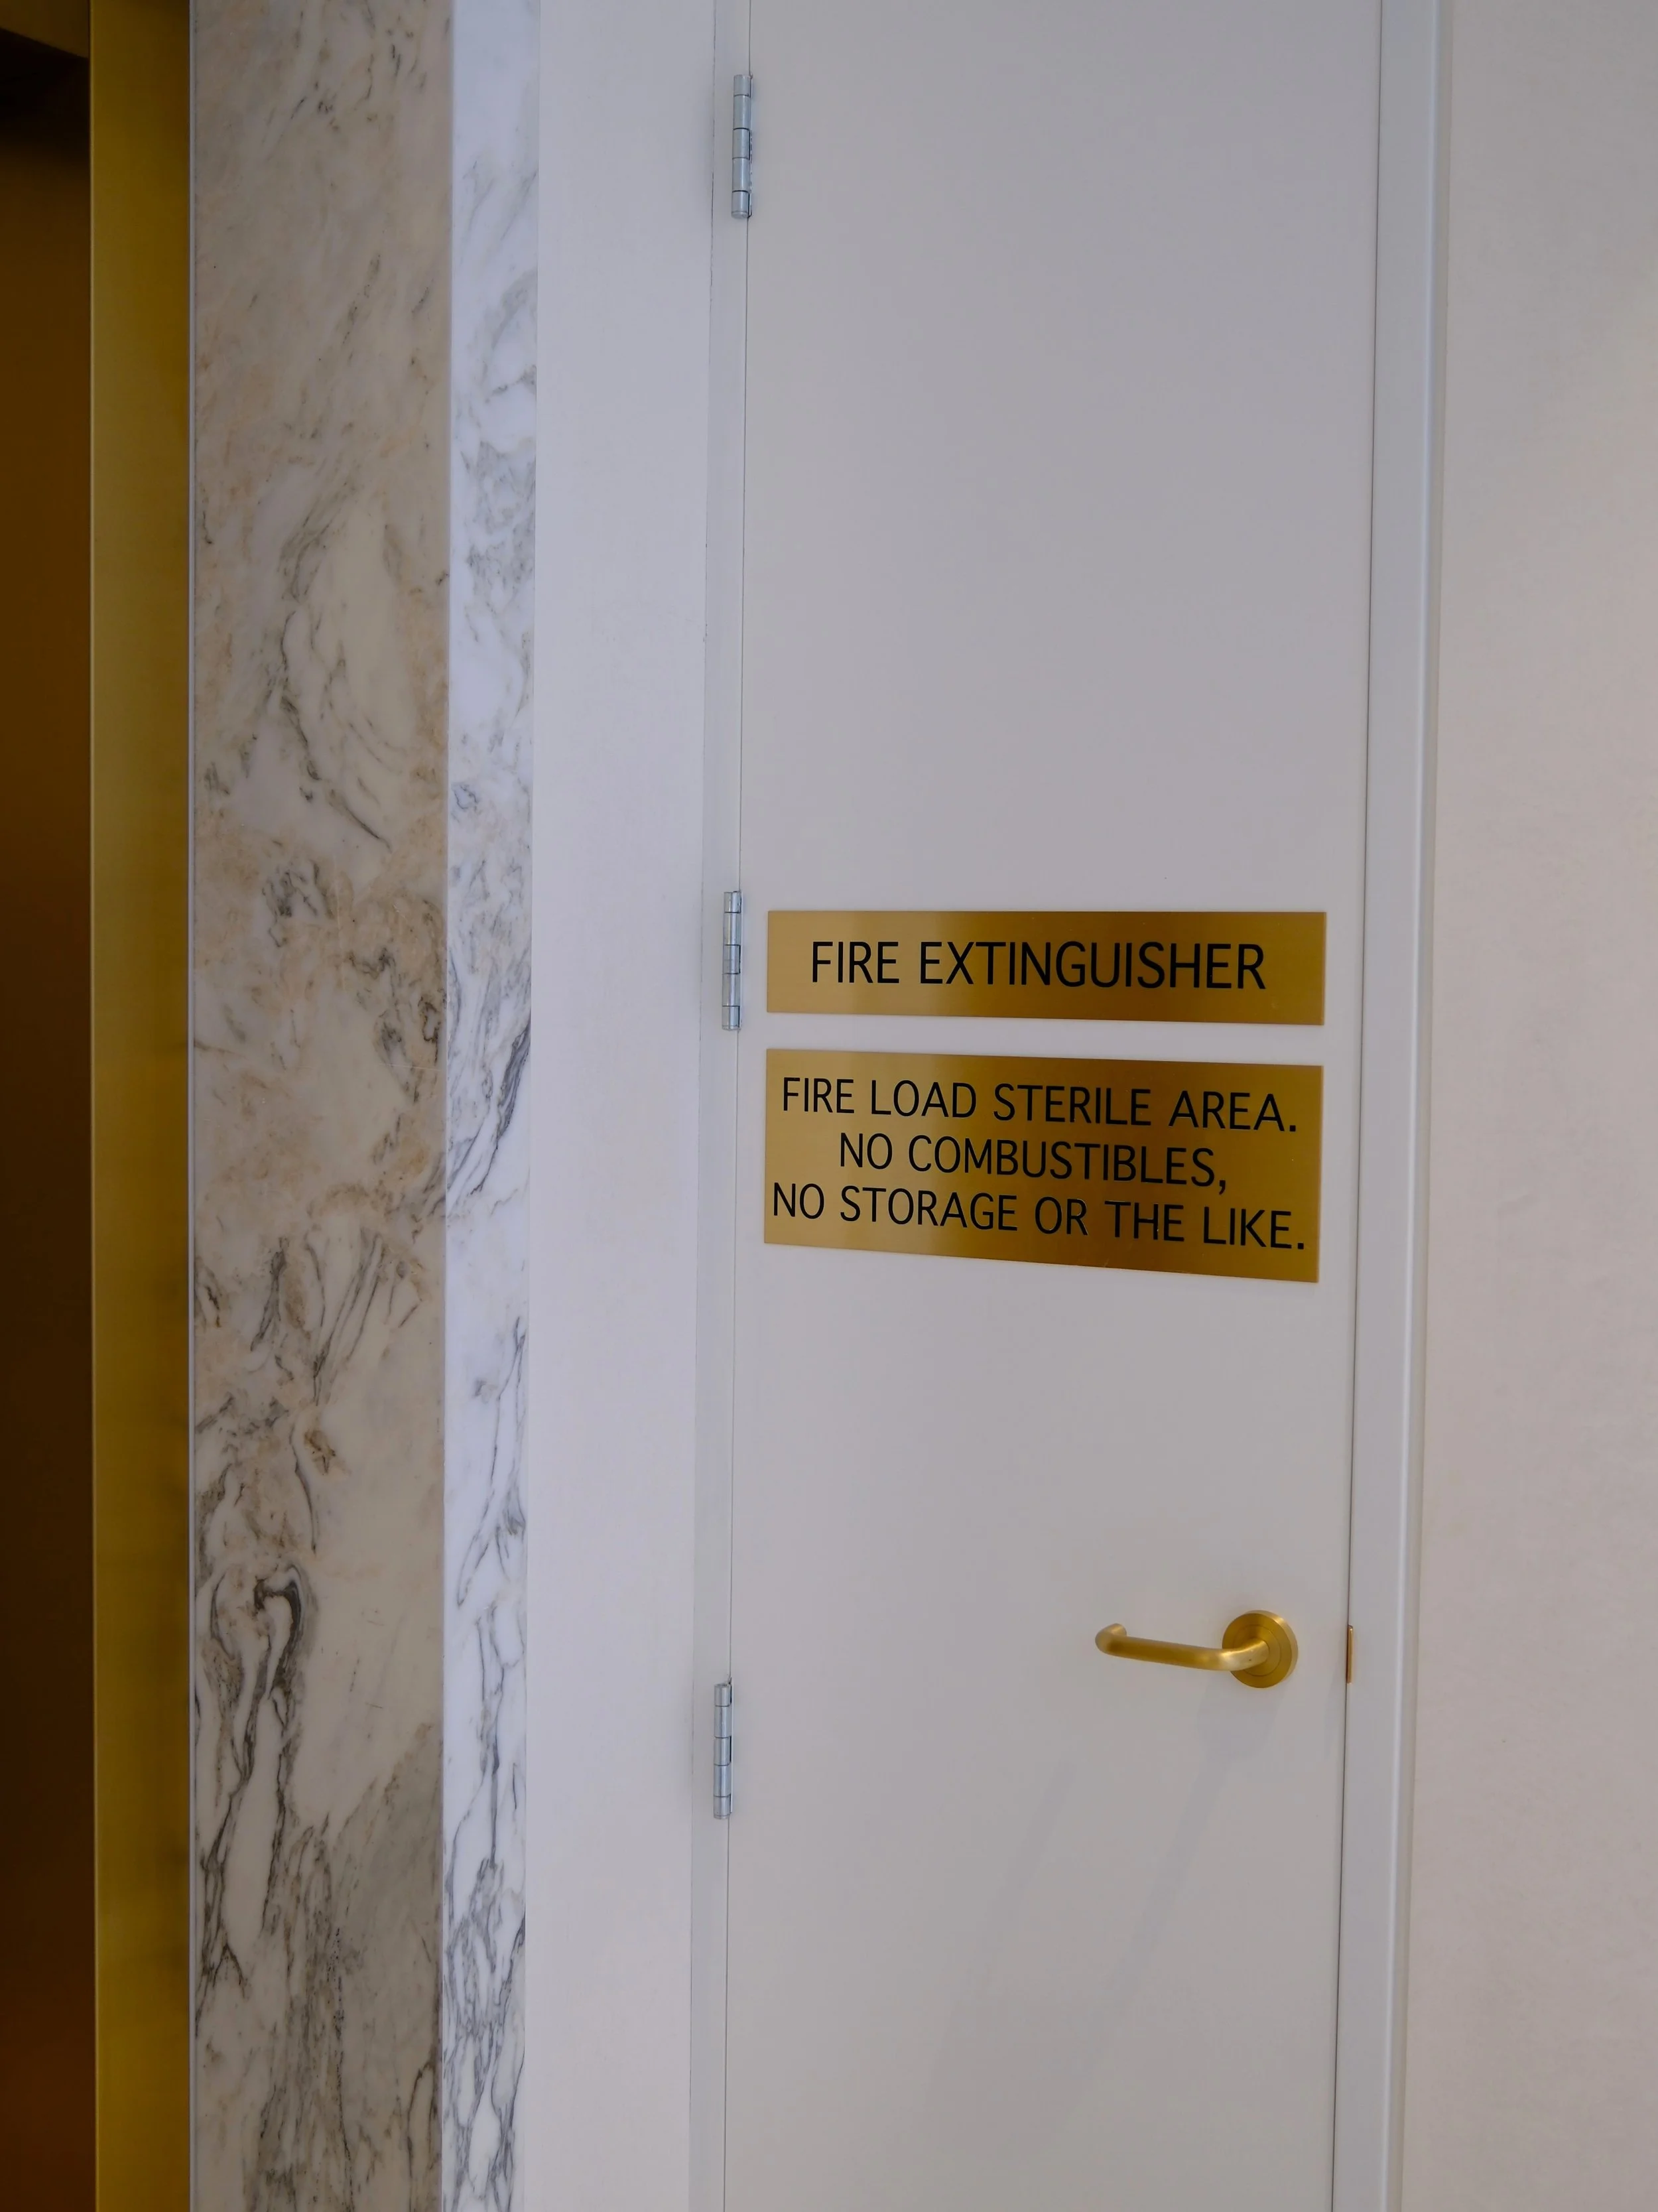 FIRE EXTINGUISHER
FIRE LOAD STERILE AREA.
NO COMBUSTIBLES,
NO STORAGE OR THE LIKE.